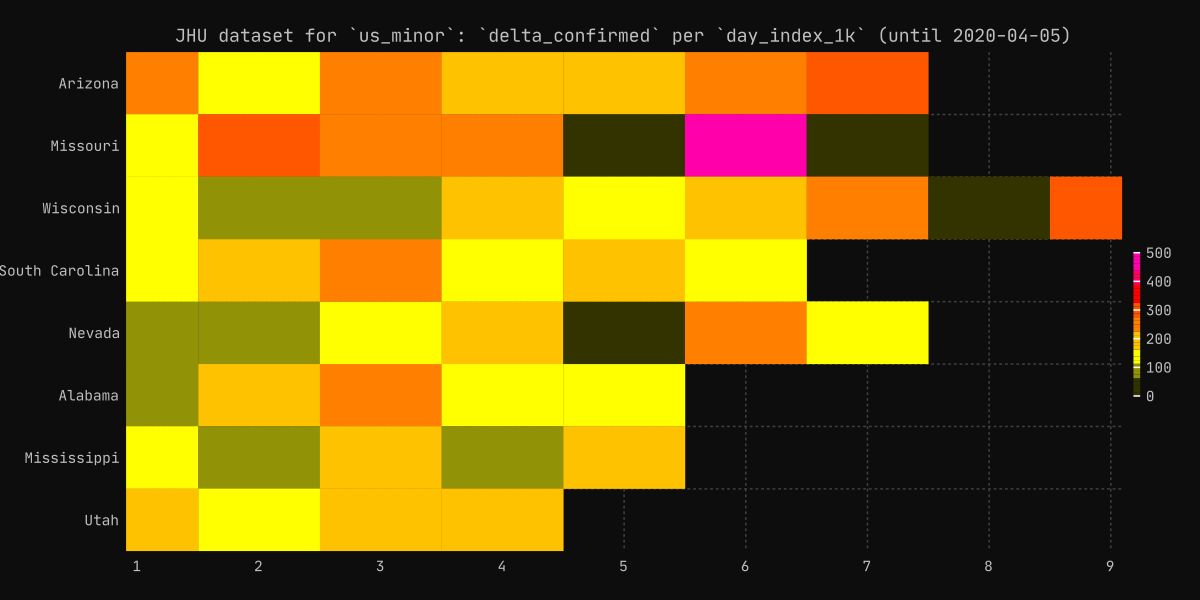 JHU dataset for `us_minor`: `delta_confirmed` per `day_index_1k` (until 2020-04-05)
Arizona
Missouri
Wisconsin
South Carolina
Nevada
Alabama
Mississippi
Utah
1 2 3 4 5 6 7 8 9
500
400
300
200
100
0